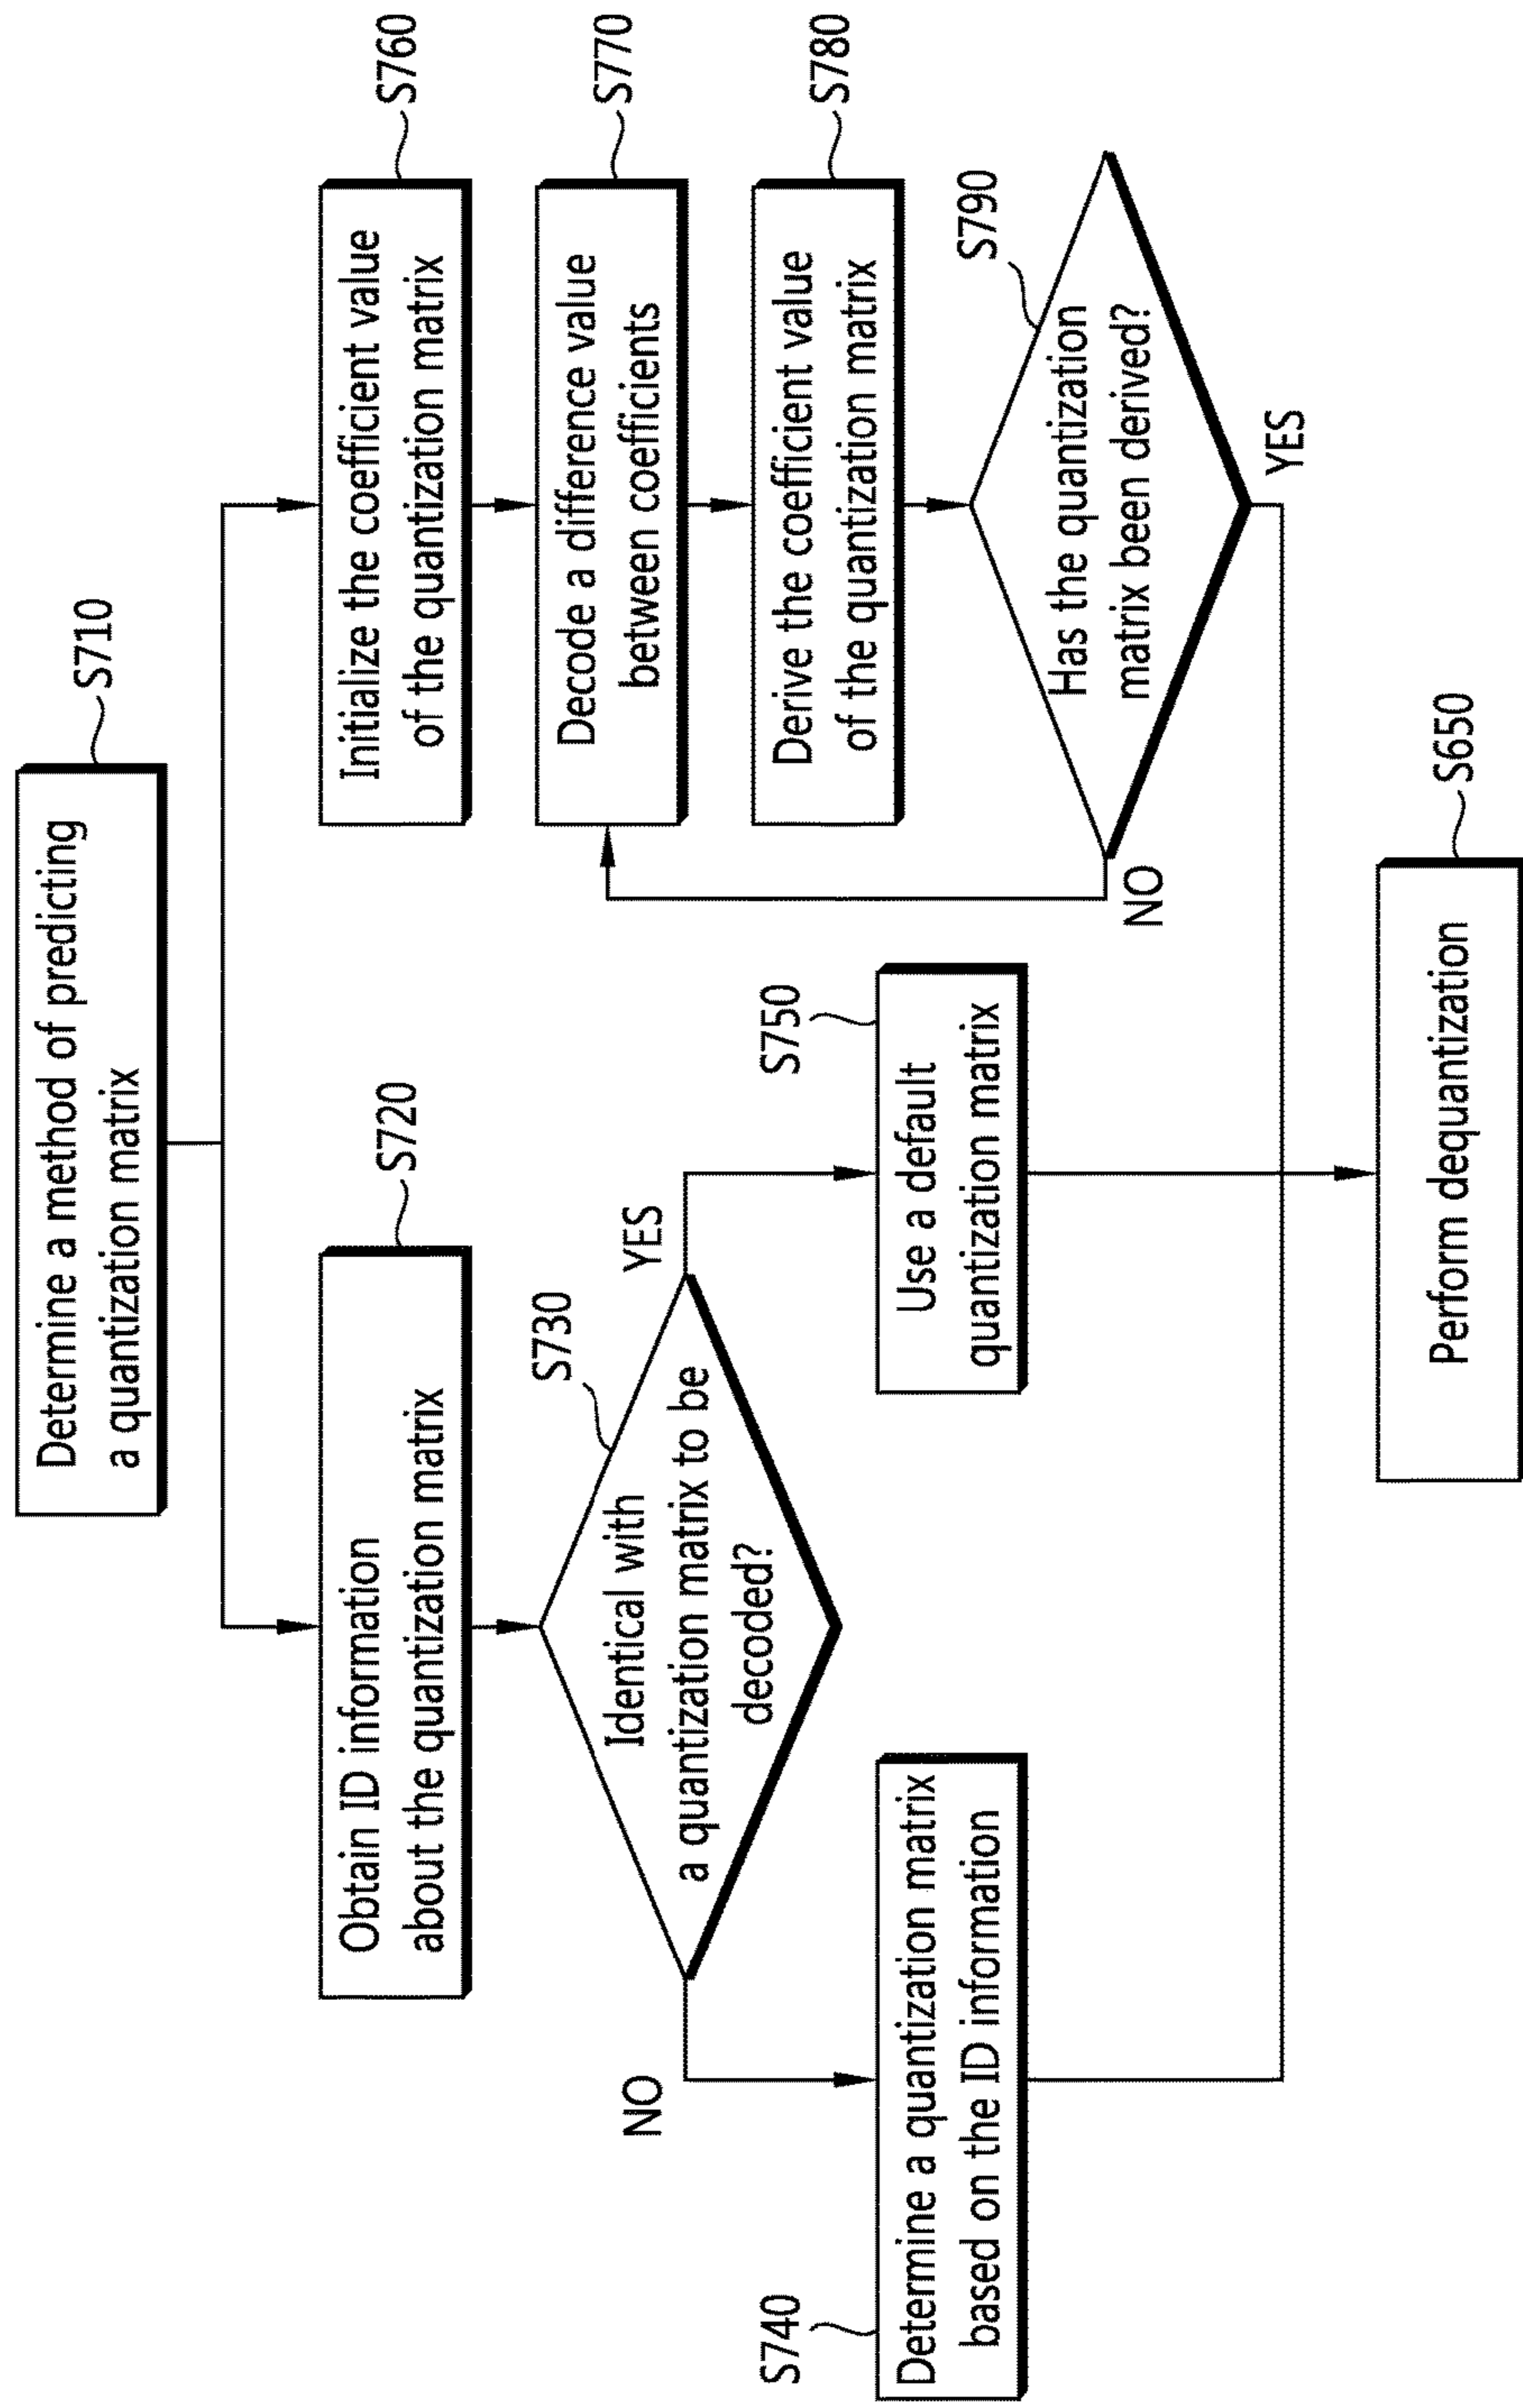 Determine a method of predicting
a quantization matrix
S710
Obtain ID information
about the quantization matrix
S720
Identical with
a quantization matrix to be
decoded?
S730
NO
YES
S740
Determine a quantization matrix
based on the ID information
S750
Use a default
quantization matrix
Initialize the coefficient value
of the quantization matrix
S760
Decode a difference value
between coefficients
S770
Derive the coefficient value
of the quantization matrix
S780
Has the quantization
matrix been derived?
S790
NO
YES
Perform dequantization
S650